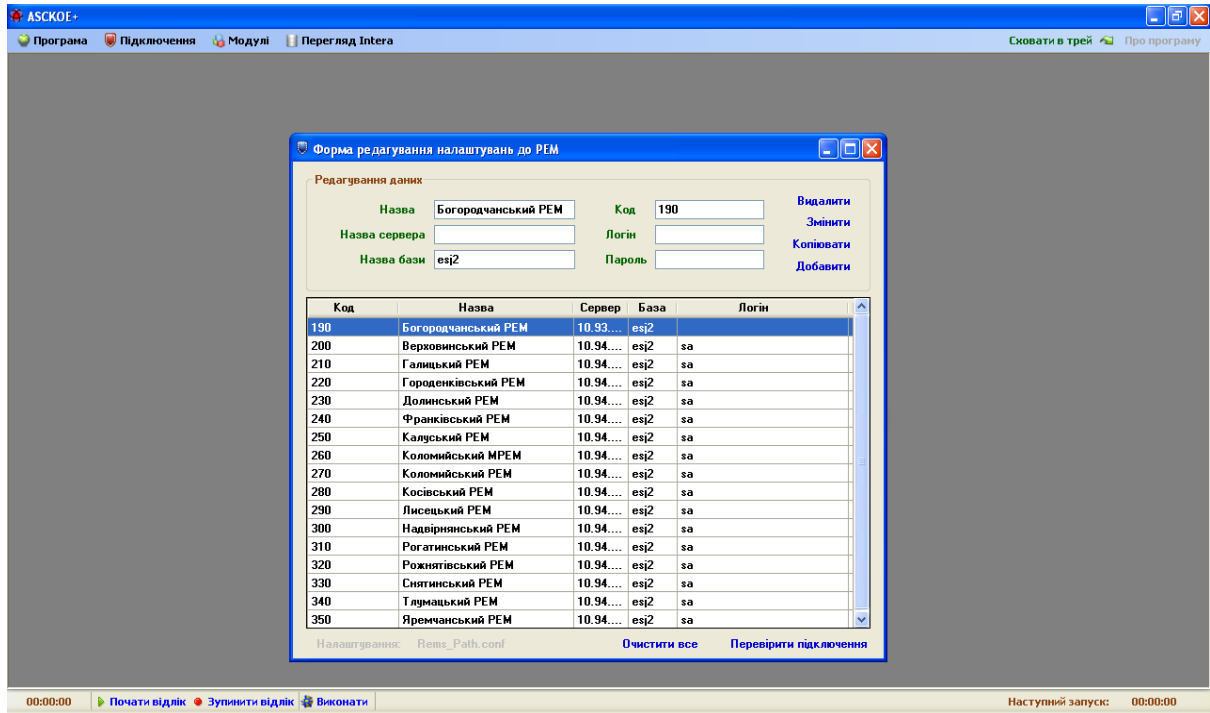 ASCKOE+
Програма Підключення Модулі Перегляд Intera Сховати в трей Про програму
Форма редагування налаштувань до РЕМ
Редагування даних
Назва Богородчанський РЕМ Код 190 Видалити
Змінити
Назва сервера Логін
Копіювати
Назва бази esj2 Пароль
Добавити
Код Назва Сервер База Логін
190 Богородчанський РЕМ 10.93.... esj2
200 Верховинський РЕМ 10.94.... esj2 sa
210 Галицький РЕМ 10.94.... esj2 sa
220 Городенківський РЕМ 10.94.... esj2 sa
230 Долинський РЕМ 10.94.... esj2 sa
240 Франківський РЕМ 10.94.... esj2 sa
250 Калуський РЕМ 10.94.... esj2 sa
260 Коломийський МРЕМ 10.94.... esj2 sa
270 Коломийський РЕМ 10.94.... esj2 sa
280 Косівський РЕМ 10.94.... esj2 sa
290 Лисецький РЕМ 10.94.... esj2 sa
300 Надвірнянський РЕМ 10.94.... esj2 sa
310 Рогатинський РЕМ 10.94.... esj2 sa
320 Рожнятівський РЕМ 10.94.... esj2 sa
330 Снятинський РЕМ 10.94.... esj2 sa
340 Тлумацький РЕМ 10.94.... esj2 sa
350 Яремчанський РЕМ 10.94.... esj2 sa
Налаштування: Rems_Path.conf Очистити все Перевірити підключення
00:00:00 Почати відлік Зупинити відлік Виконати Наступний запуск: 00:00:00